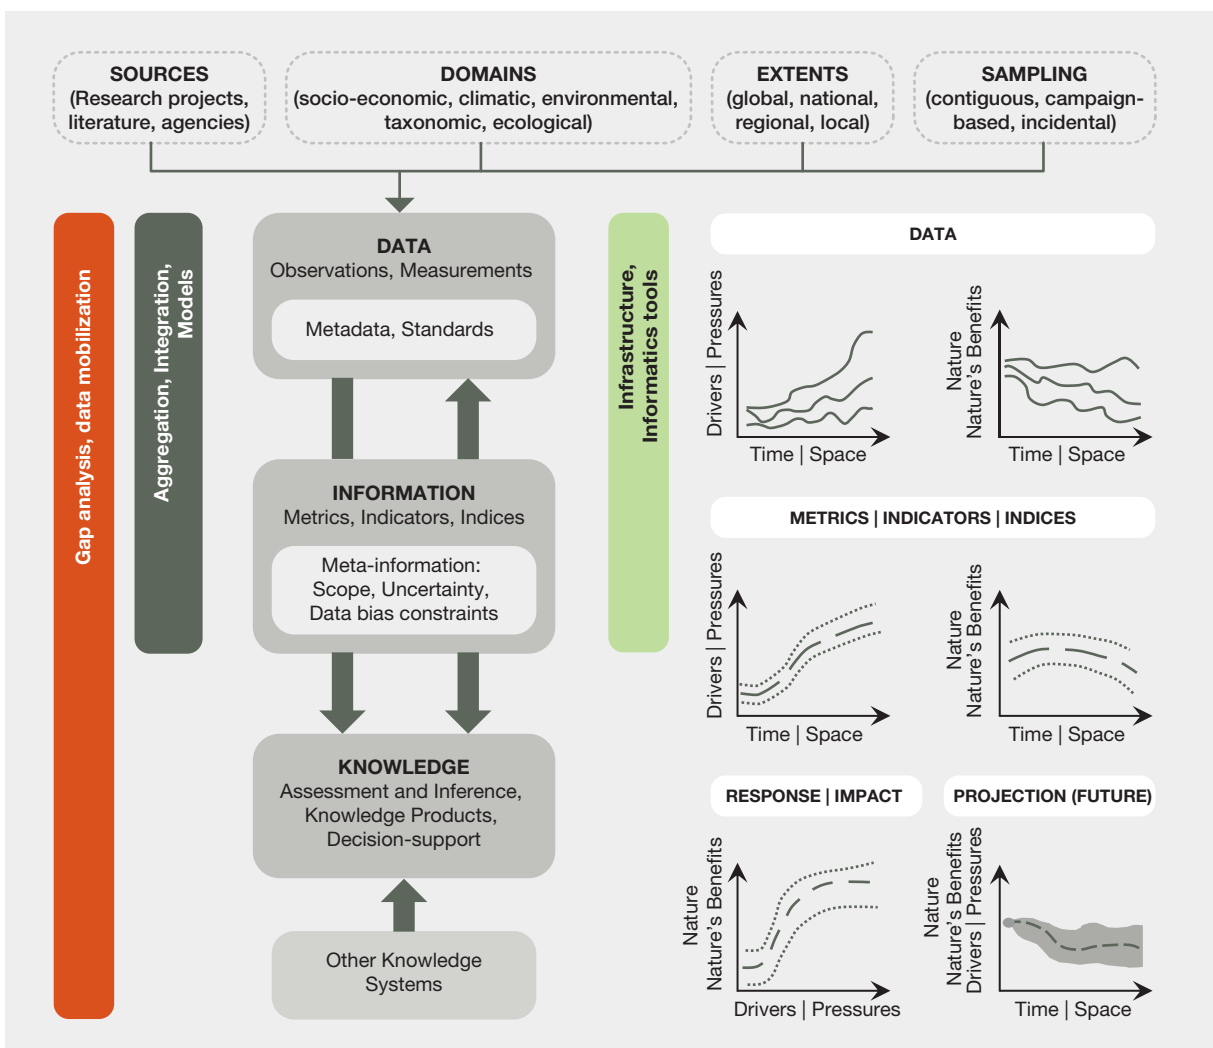 SOURCES
(Research projects,
literature, agencies)
DOMAINS
(socio-economic, climatic, environmental,
taxonomic, ecological)
EXTENTS
(global, national,
regional, local)
SAMPLING
(contiguous, campaign-
based, incidental)
Gap analysis, data mobilization
Aggregation, Integration,
Models
DATA
Observations, Measurements
Metadata, Standards
INFORMATION
Metrics, Indicators, Indices
Meta-information:
Scope, Uncertainty,
Data bias constraints
KNOWLEDGE
Assessment and Inference,
Knowledge Products,
Decision-support
Other Knowledge
Systems
Infrastructure,
Informatics tools
DATA
Drivers | Pressures
Time | Space
Nature
Nature's Benefits
Time | Space
METRICS | INDICATORS | INDICES
Drivers | Pressures
Time | Space
Nature
Nature's Benefits
Time | Space
RESPONSE | IMPACT
Nature
Nature's Benefits
Drivers | Pressures
PROJECTION (FUTURE)
Nature
Nature's Benefits
Drivers | Pressures
Time | Space